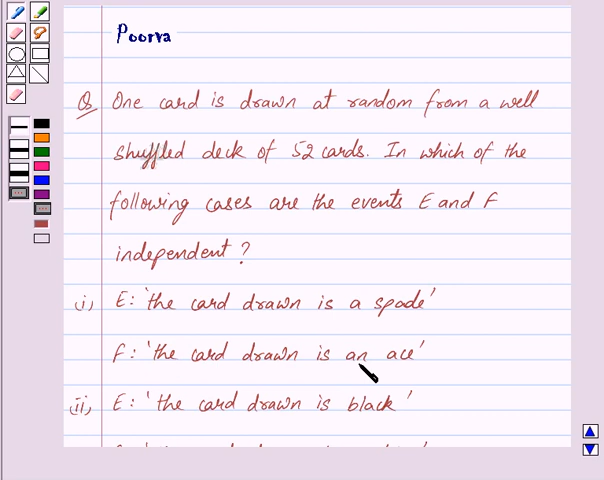 Poorva
Q One card is drawn at random from a well
shuffled deck of 52 cards. In which of the
following cases are the events E and F
independent?
(i) E: 'the card drawn is a spade'
F: 'the card drawn is an ace'
(ii) E: 'the card drawn is black'